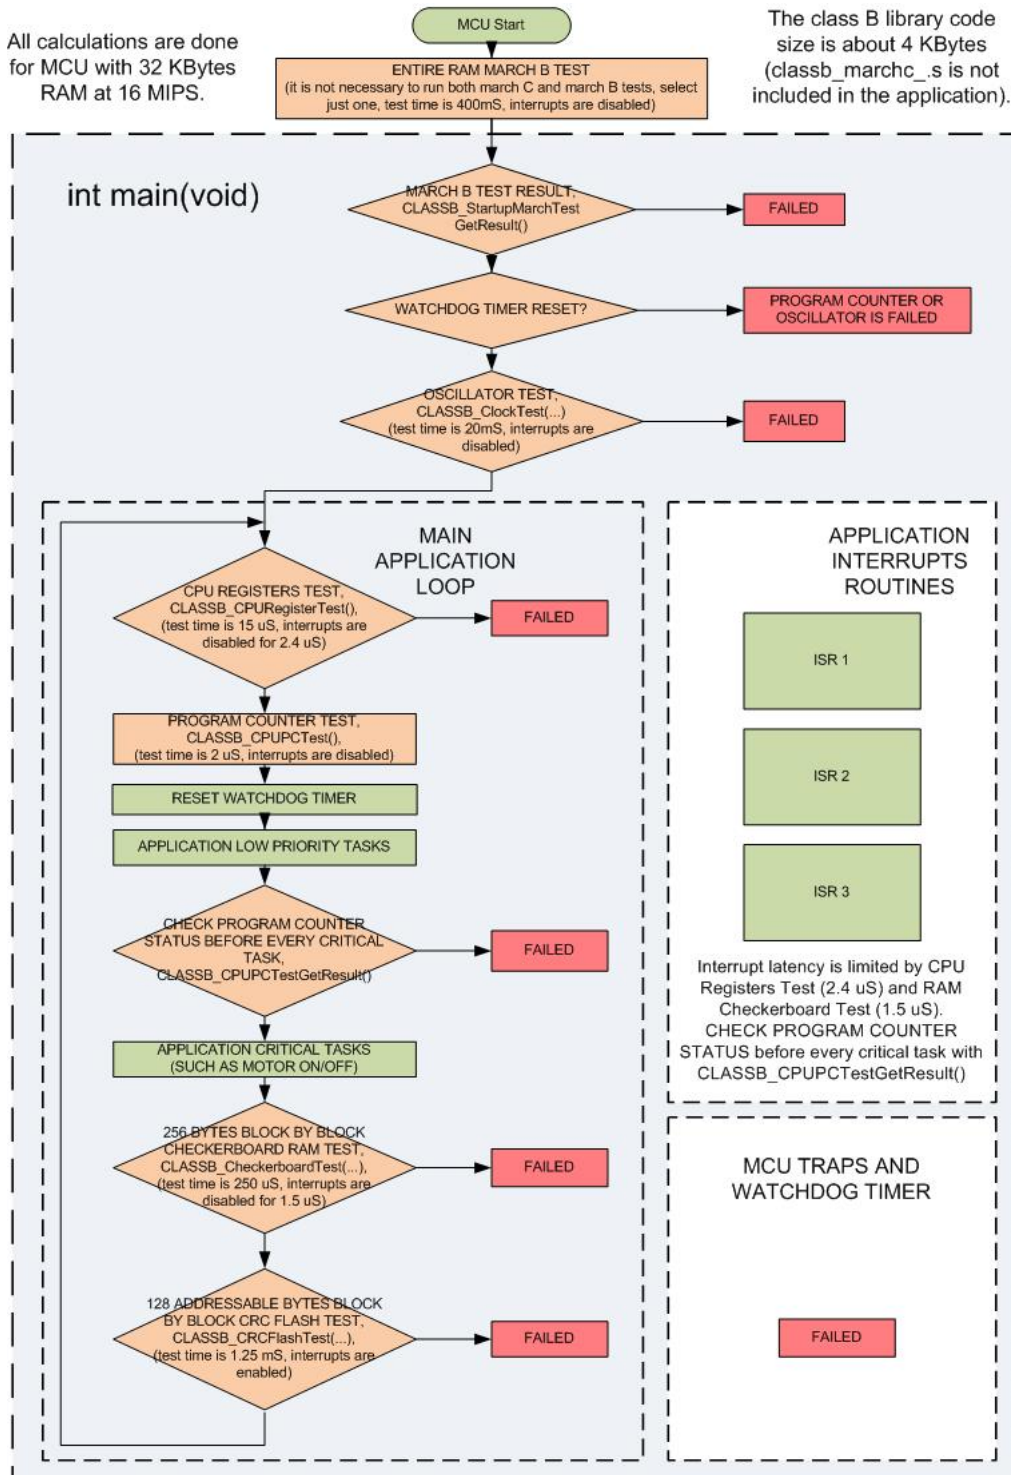 MCU Start
All calculations are done
for MCU with 32 KBytes
RAM at 16 MIPS.
The class B library code
size is about 4 KBytes
(classb_marchc_.s is not
included in the application).
ENTIRE RAM MARCH B TEST
(it is not necessary to run both march C and march B tests, select
just one, test time is 400mS, interrupts are disabled)
int main(void)
MARCH B TEST RESULT,
CLASSB_StartupMarchTest
GetResult()
FAILED
WATCHDOG TIMER RESET?
PROGRAM COUNTER OR
OSCILLATOR IS FAILED
OSCILLATOR TEST,
CLASSB_ClockTest(...)
(test time is 20mS, interrupts are
disabled)
FAILED
MAIN
APPLICATION
LOOP
CPU REGISTERS TEST,
CLASSB_CPURegisterTest(),
(test time is 15 uS, interrupts are
disabled for 2.4 uS)
FAILED
PROGRAM COUNTER TEST,
CLASSB_CPUPCTest(),
(test time is 2 uS, interrupts are disabled)
RESET WATCHDOG TIMER
APPLICATION LOW PRIORITY TASKS
CHECK PROGRAM COUNTER
STATUS BEFORE EVERY CRITICAL
TASK,
CLASSB_CPUPCTestGetResult()
FAILED
APPLICATION CRITICAL TASKS
(SUCH AS MOTOR ON/OFF)
256 BYTES BLOCK BY BLOCK
CHECKERBOARD RAM TEST,
CLASSB_CheckerboardTest(...),
(test time is 250 uS, interrupts are
disabled for 1.5 uS)
FAILED
128 ADDRESSABLE BYTES BLOCK
BY BLOCK CRC FLASH TEST,
CLASSB_CRCFlashTest(...),
(test time is 1.25 mS, interrupts are
enabled)
FAILED
APPLICATION
INTERRUPTS
ROUTINES
ISR 1
ISR 2
ISR 3
Interrupt latency is limited by CPU
Registers Test (2.4 uS) and RAM
Checkerboard Test (1.5 uS).
CHECK PROGRAM COUNTER
STATUS before every critical task with
CLASSB_CPUPCTestGetResult()
MCU TRAPS AND
WATCHDOG TIMER
FAILED